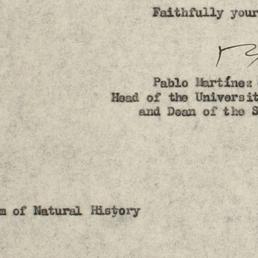 Faithfully your
Pablo Martínez
Head of the Universit
and Dean of the S
m of Natural History